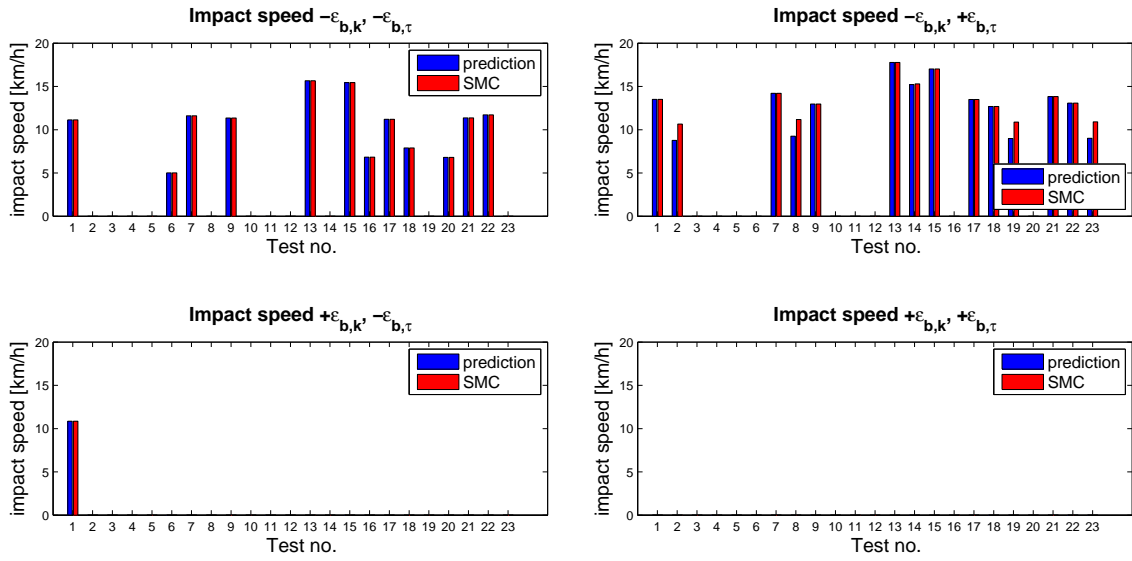 Impact speed −ε_b,k, −ε_b,τ
20
15
10
5
0
impact speed [km/h]
prediction
SMC
1 2 3 4 5 6 7 8 9 10 11 12 13 14 15 16 17 18 19 20 21 22 23
Test no.
Impact speed −ε_b,k, +ε_b,τ
20
15
10
5
0
impact speed [km/h]
prediction
SMC
1 2 3 4 5 6 7 8 9 10 11 12 13 14 15 16 17 18 19 20 21 22 23
Test no.
Impact speed +ε_b,k, −ε_b,τ
20
15
10
5
0
impact speed [km/h]
prediction
SMC
1 2 3 4 5 6 7 8 9 10 11 12 13 14 15 16 17 18 19 20 21 22 23
Test no.
Impact speed +ε_b,k, +ε_b,τ
20
15
10
5
0
impact speed [km/h]
prediction
SMC
1 2 3 4 5 6 7 8 9 10 11 12 13 14 15 16 17 18 19 20 21 22 23
Test no.